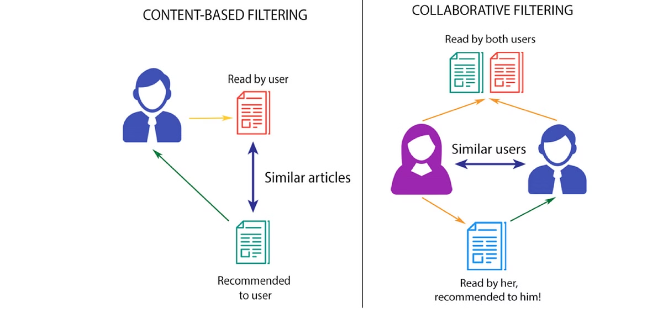 CONTENT-BASED FILTERING
Read by user
Similar articles
Recommended
to user
COLLABORATIVE FILTERING
Read by both users
Similar users
Read by her,
recommended to him!